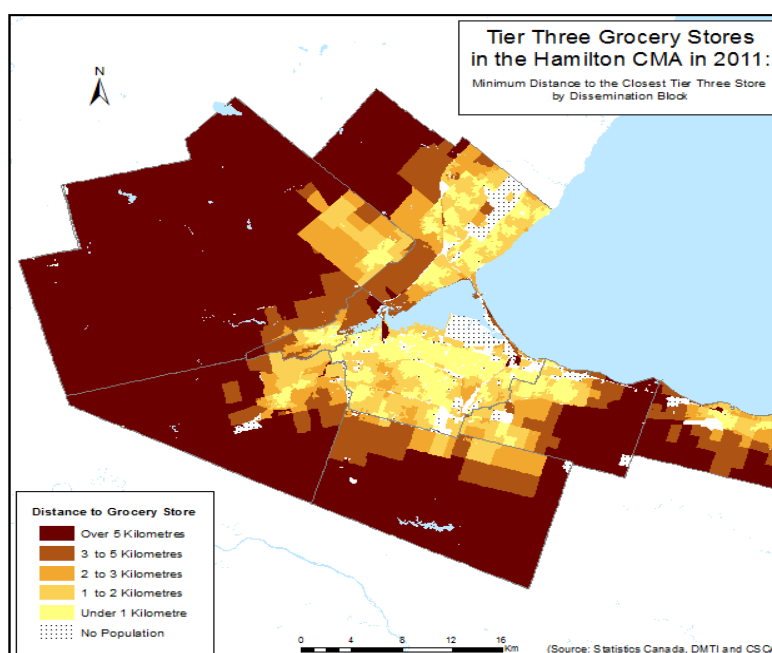 Tier Three Grocery Stores
in the Hamilton CMA in 2011:
Minimum Distance to the Closest Tier Three Store
by Dissemination Block
N
Distance to Grocery Store
Over 5 Kilometres
3 to 5 Kilometres
2 to 3 Kilometres
1 to 2 Kilometres
Under 1 Kilometre
No Population
0 2 4 8 12 16
Km
(Source: Statistics Canada, DMTI and CSCA